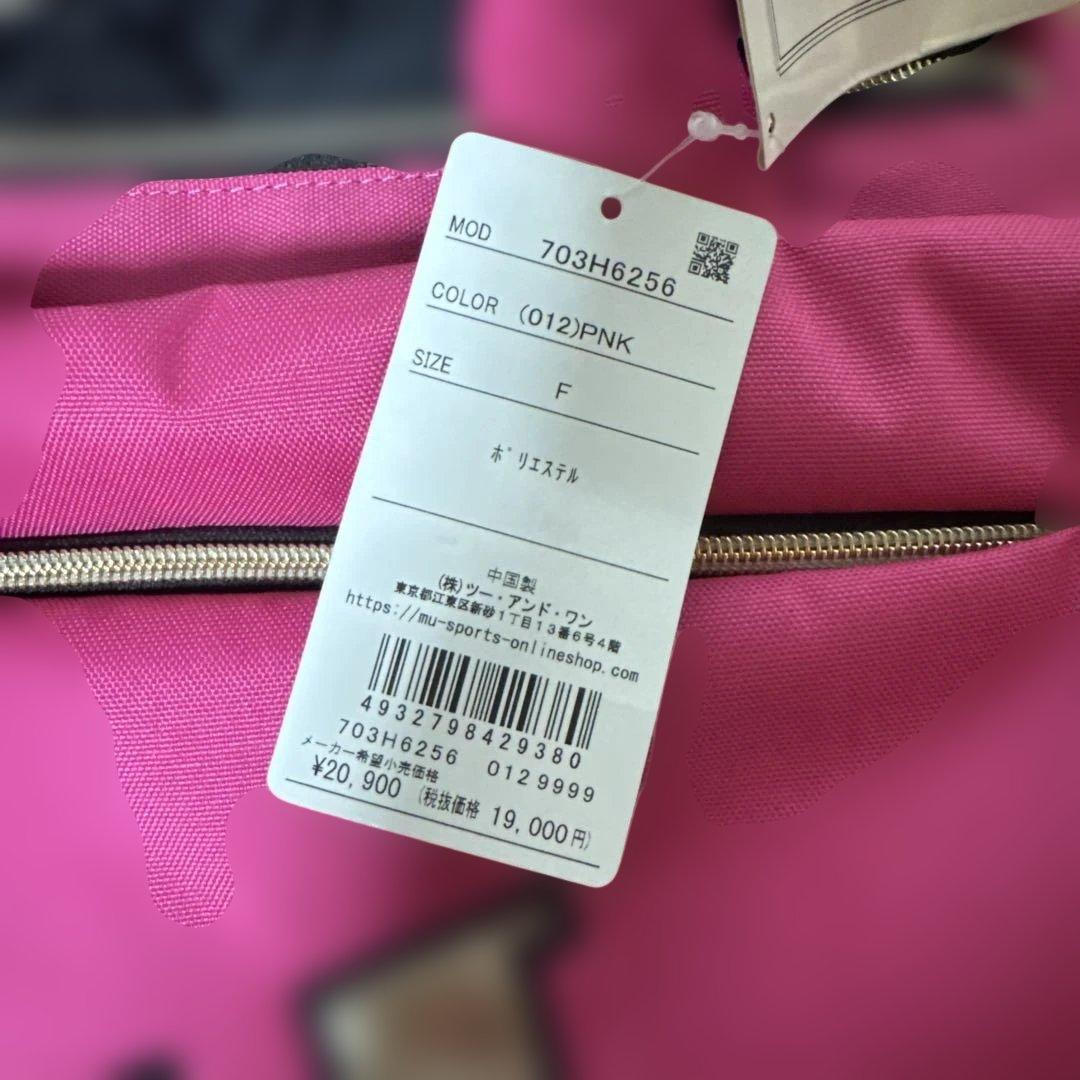 MOD 703H6256
COLOR (012)PNK
SIZE F
ﾎﾟﾘｴｽﾃﾙ
中国製
(株)ツー・アンド・ワン
東京都江東区新砂1丁目13番6号4階
https://mu-sports-onlineshop.com
4932798429380
703H6256 0129999
メーカー希望小売価格
¥20,900 (税抜価格 19,000円)